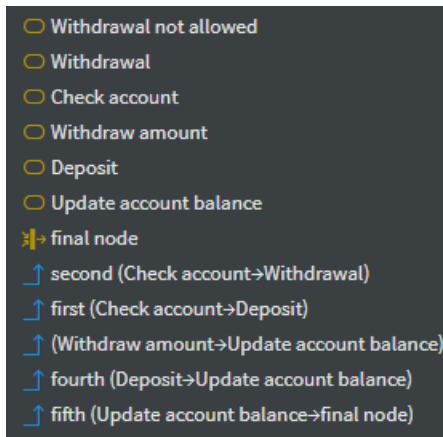 Withdrawal not allowed
Withdrawal
Check account
Withdraw amount
Deposit
Update account balance
final node
second (Check account→Withdrawal)
first (Check account→Deposit)
(Withdraw amount→Update account balance)
fourth (Deposit→Update account balance)
fifth (Update account balance→final node)